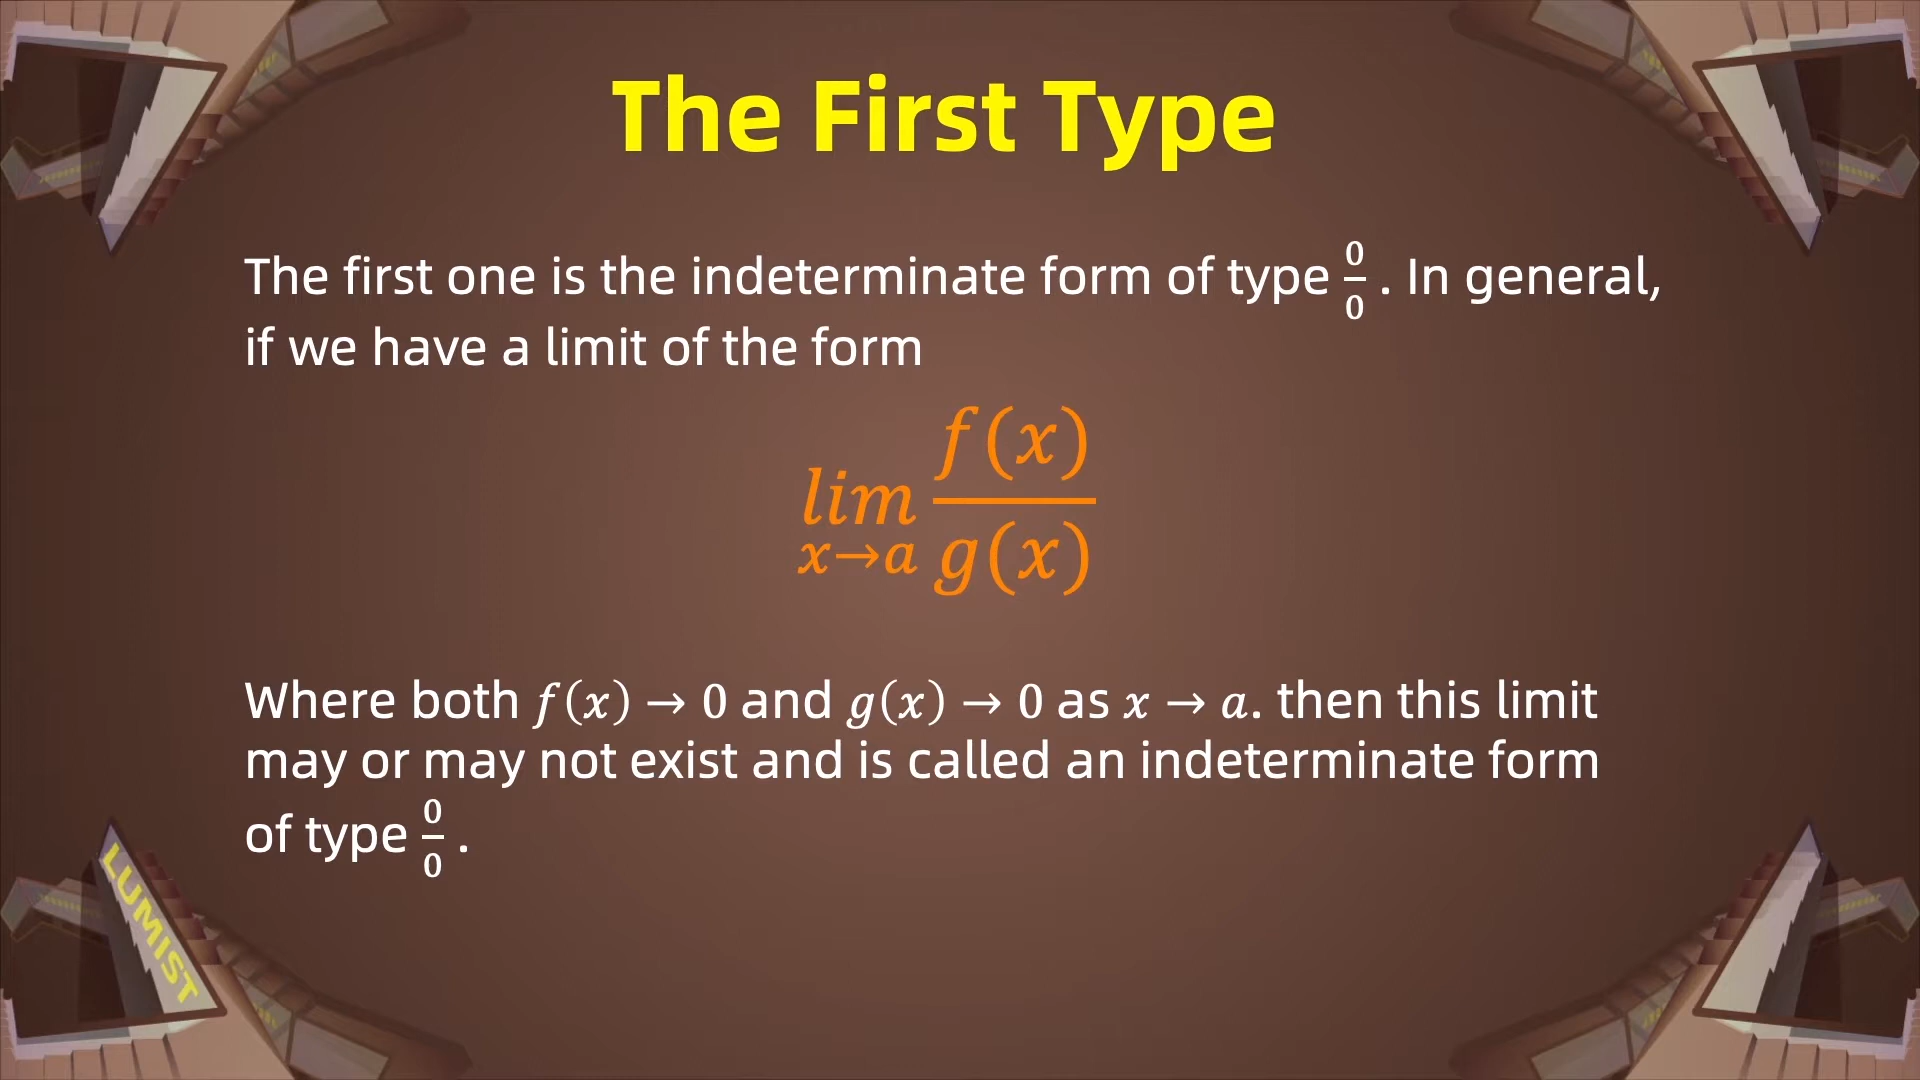 The First Type
The first one is the indeterminate form of type 0/0 . In general,
if we have a limit of the form
lim x→a f(x)/g(x)
Where both f(x) → 0 and g(x) → 0 as x → a. then this limit
may or may not exist and is called an indeterminate form
of type 0/0 .
LUMIST